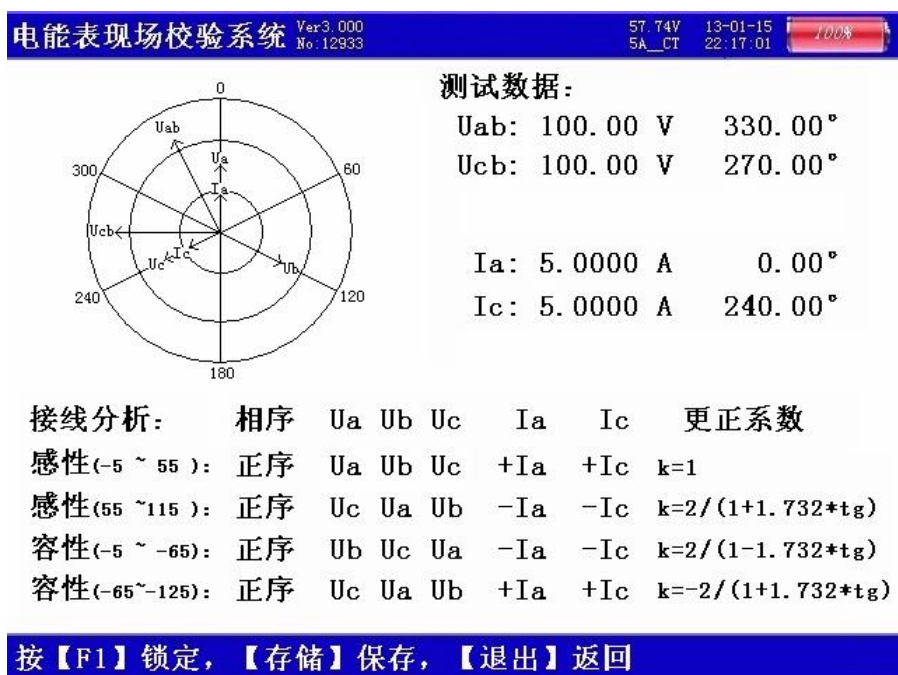 电能表现场校验系统 Ver3.000 No:12933 57.74V 5A__CT 13-01-15 22:17:01 100%
0
60
120
180
240
300
Uab
Ua
Ia
Ucb
Uc
Ic
Ub
测试数据:
Uab: 100.00 V 330.00°
Ucb: 100.00 V 270.00°
Ia: 5.0000 A 0.00°
Ic: 5.0000 A 240.00°
接线分析: 相序 Ua Ub Uc Ia Ic 更正系数
感性(-5 ~ 55 ): 正序 Ua Ub Uc +Ia +Ic k=1
感性(55 ~115 ): 正序 Uc Ua Ub -Ia -Ic k=2/(1+1.732*tg)
容性(-5 ~ -65): 正序 Ub Uc Ua -Ia -Ic k=2/(1-1.732*tg)
容性(-65~-125): 正序 Uc Ua Ub +Ia +Ic k=-2/(1+1.732*tg)
按【F1】锁定，【存储】保存，【退出】返回